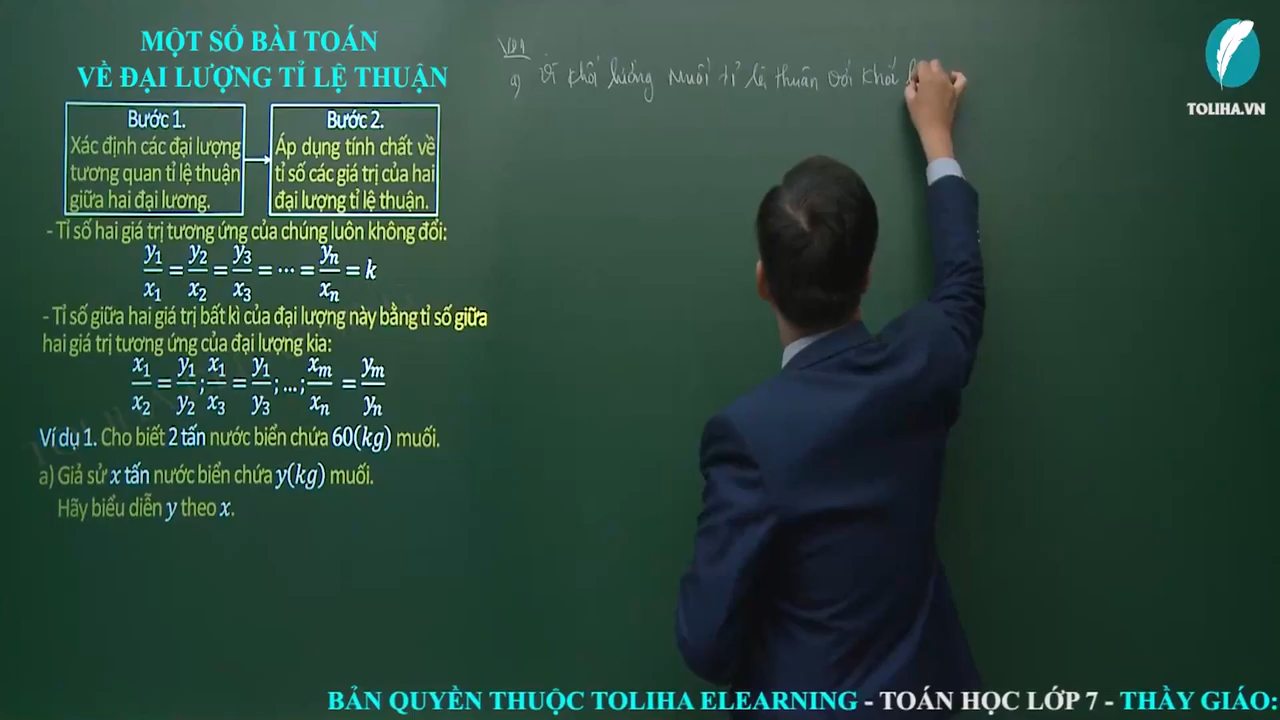 MỘT SỐ BÀI TOÁN
VỀ ĐẠI LƯỢNG TỈ LỆ THUẬN
Bước 1.
Xác định các đại lượng
tương quan tỉ lệ thuận
giữa hai đại lương.
Bước 2.
Áp dụng tính chất về
tỉ số các giá trị của hai
đại lượng tỉ lệ thuận.
- Tỉ số hai giá trị tương ứng của chúng luôn không đổi:
y₁/x₁ = y₂/x₂ = y₃/x₃ = ⋯ = yₙ/xₙ = k
- Tỉ số giữa hai giá trị bất kì của đại lượng này bằng tỉ số giữa
hai giá trị tương ứng của đại lượng kia:
x₁/x₂ = y₁/y₂ ; x₁/x₃ = y₁/y₃ ; … ; xₘ/xₙ = yₘ/yₙ
Ví dụ 1. Cho biết 2 tấn nước biển chứa 60(kg) muối.
a) Giả sử x tấn nước biển chứa y(kg) muối.
Hãy biểu diễn y theo x.
VD1
a) Vì khối lượng muối tỉ lệ thuận với khối
TOLIHA.VN
BẢN QUYỀN THUỘC TOLIHA ELEARNING - TOÁN HỌC LỚP 7 - THẦY GIÁO: